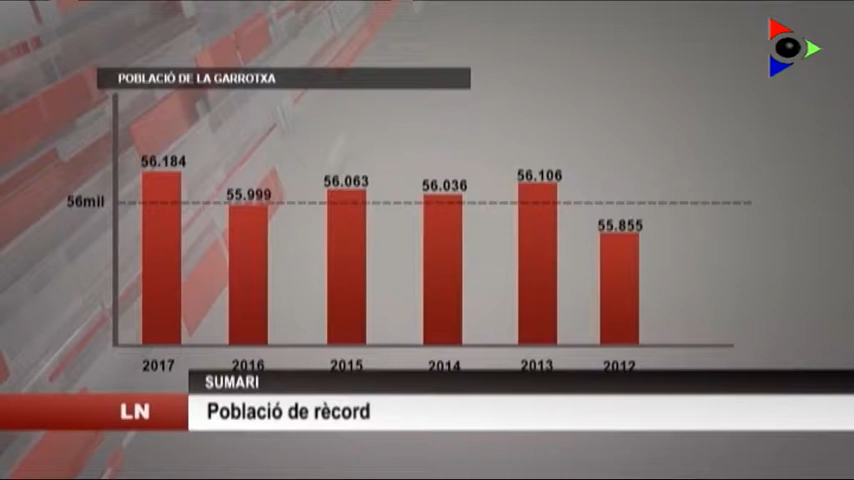 POBLACIÓ DE LA GARROTXA
56.184
55.999
56.063
56.036
56.106
55.855
56mil
2017
2016
2015
2014
2013
2012
SUMARI
LN
Població de rècord